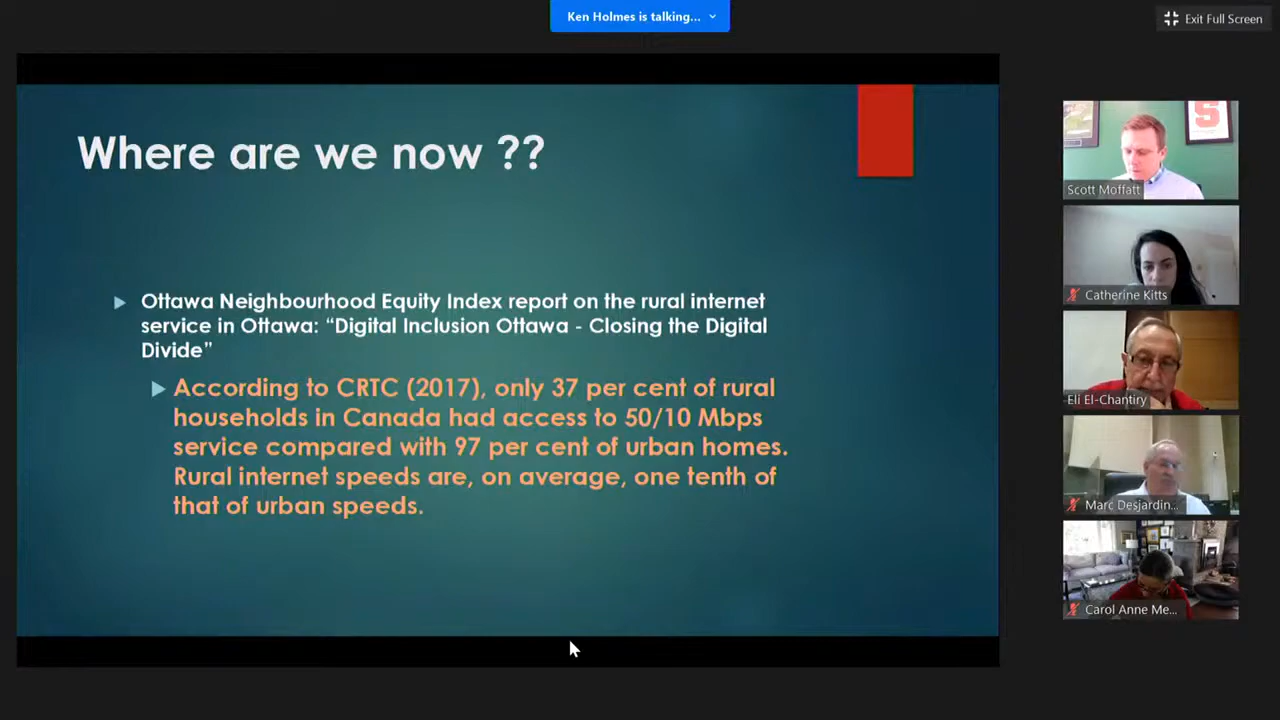 Ken Holmes is talking...
Exit Full Screen
Where are we now ??
Ottawa Neighbourhood Equity Index report on the rural internet
service in Ottawa: “Digital Inclusion Ottawa - Closing the Digital
Divide”
According to CRTC (2017), only 37 per cent of rural
households in Canada had access to 50/10 Mbps
service compared with 97 per cent of urban homes.
Rural internet speeds are, on average, one tenth of
that of urban speeds.
S
Scott Moffatt
Catherine Kitts
Eli El-Chantiry
Marc Desjardin...
Carol Anne Me...